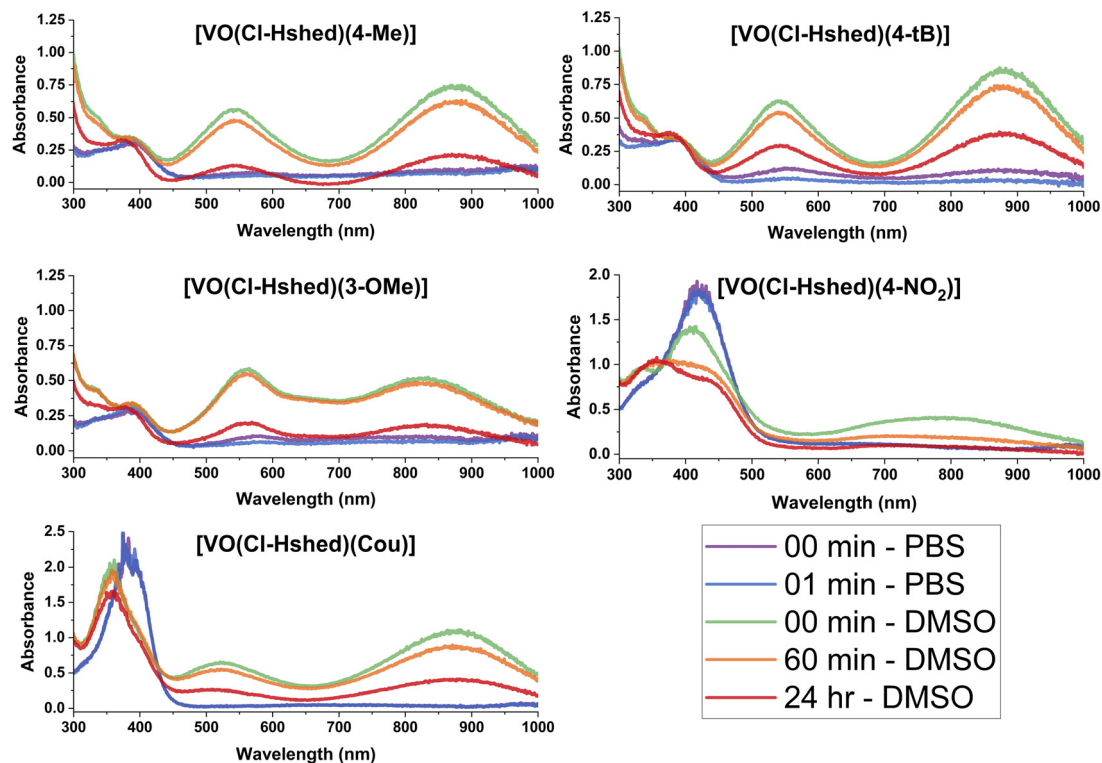 [VO(Cl-Hshed)(4-Me)]
1.25
1.00
0.75
0.50
0.25
0.00
Absorbance
300 400 500 600 700 800 900 1000
Wavelength (nm)
[VO(Cl-Hshed)(4-tB)]
1.25
1.00
0.75
0.50
0.25
0.00
Absorbance
300 400 500 600 700 800 900 1000
Wavelength (nm)
[VO(Cl-Hshed)(3-OMe)]
1.25
1.00
0.75
0.50
0.25
0.00
Absorbance
300 400 500 600 700 800 900 1000
Wavelength (nm)
[VO(Cl-Hshed)(4-NO₂)]
2.0
1.5
1.0
0.5
0.0
Absorbance
300 400 500 600 700 800 900 1000
Wavelength (nm)
[VO(Cl-Hshed)(Cou)]
2.5
2.0
1.5
1.0
0.5
0.0
Absorbance
300 400 500 600 700 800 900 1000
Wavelength (nm)
00 min - PBS
01 min - PBS
00 min - DMSO
60 min - DMSO
24 hr - DMSO